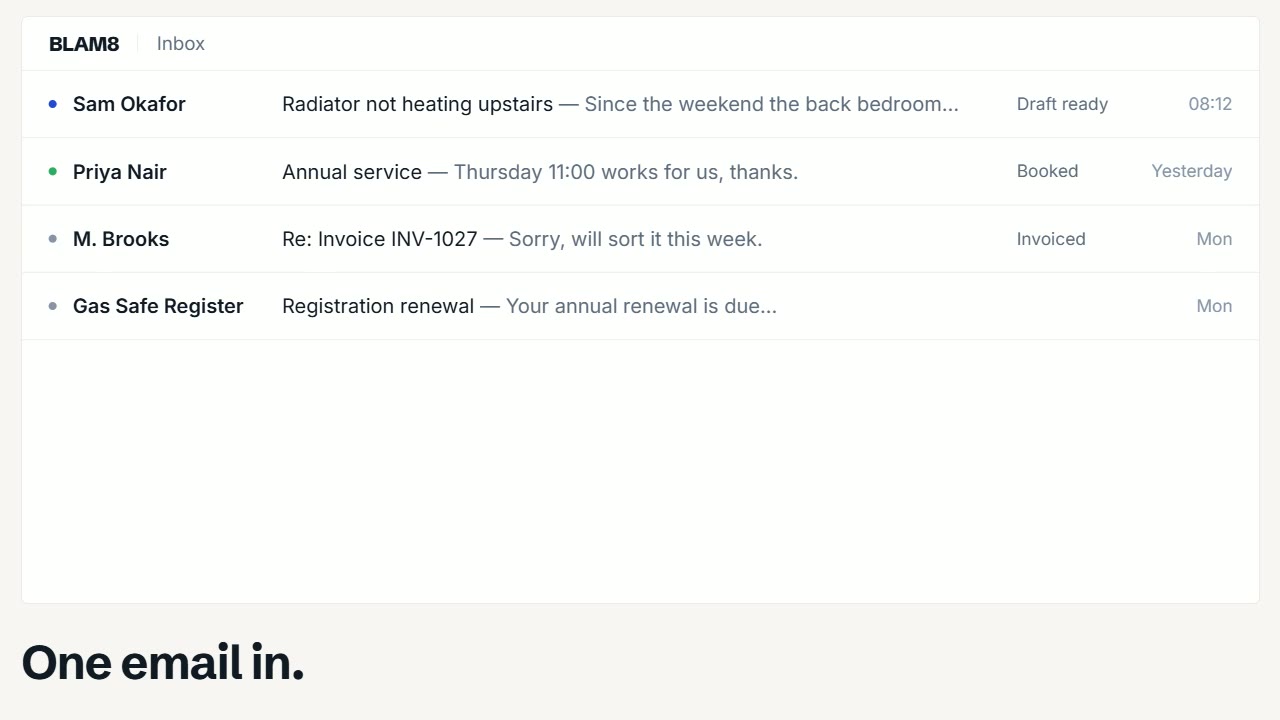 BLAM8 Inbox
Sam Okafor Radiator not heating upstairs — Since the weekend the back bedroom... Draft ready 08:12
Priya Nair Annual service — Thursday 11:00 works for us, thanks. Booked Yesterday
M. Brooks Re: Invoice INV-1027 — Sorry, will sort it this week. Invoiced Mon
Gas Safe Register Registration renewal — Your annual renewal is due... Mon
One email in.